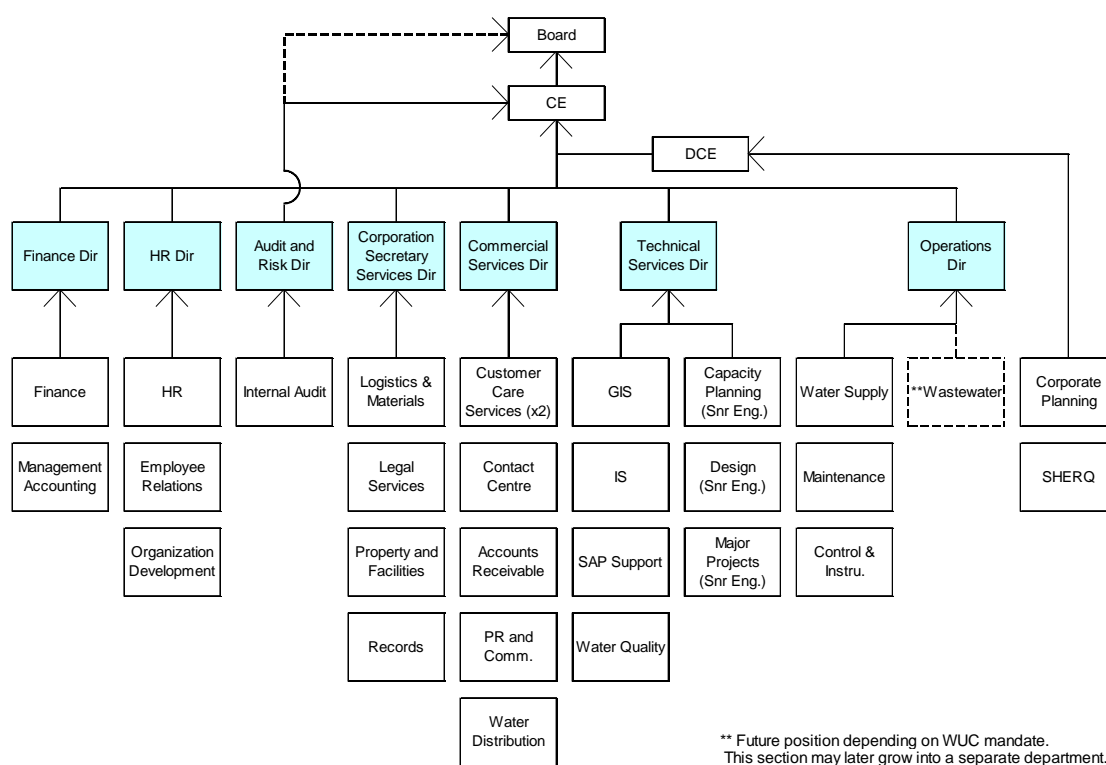 Board
CE
DCE
Finance Dir
HR Dir
Audit and
Risk Dir
Corporation
Secretary
Services Dir
Commercial
Services Dir
Technical
Services Dir
Operations
Dir
Finance
HR
Internal Audit
Logistics &
Materials
Customer
Care
Services (x2)
GIS
Capacity
Planning
(Snr Eng.)
Water Supply
**Wastewater
Corporate
Planning
Management
Accounting
Employee
Relations
Legal
Services
Contact
Centre
IS
Design
(Snr Eng.)
Maintenance
SHERQ
Organization
Development
Property and
Facilities
Accounts
Receivable
SAP Support
Major
Projects
(Snr Eng.)
Control &
Instru.
Records
PR and
Comm.
Water Quality
Water
Distribution
** Future position depending on WUC mandate.
This section may later grow into a separate department.